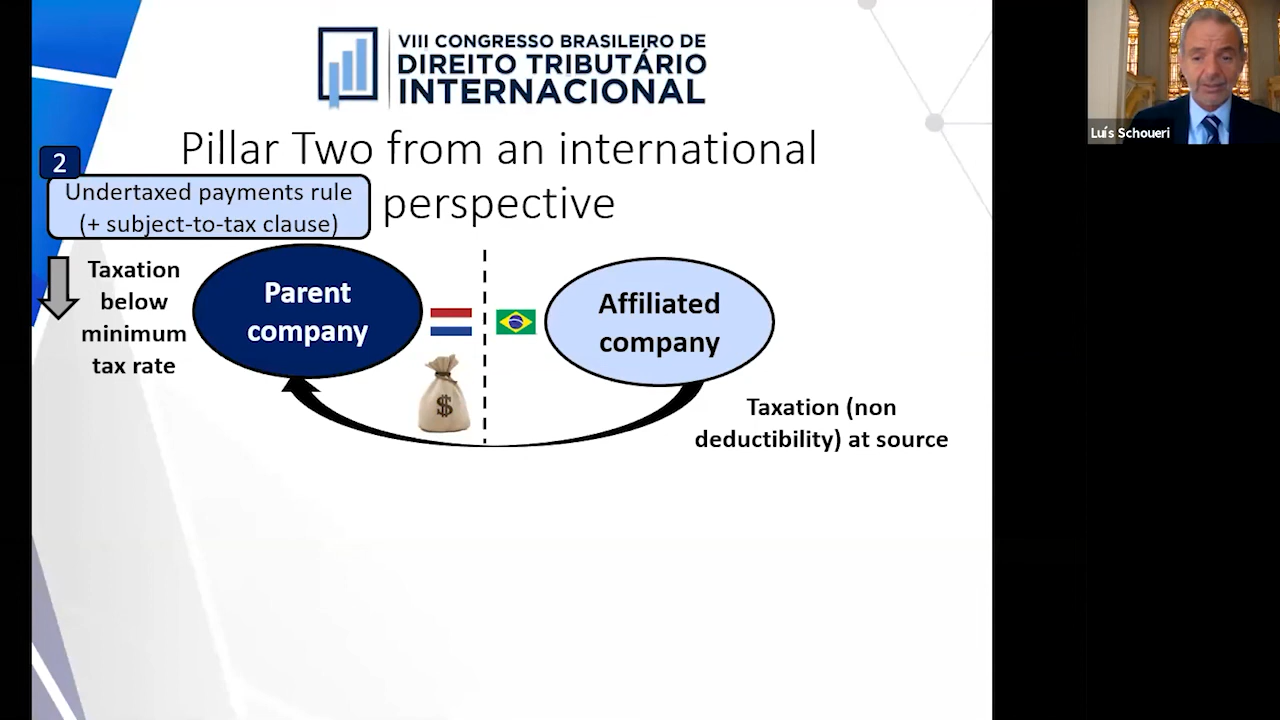 VIII CONGRESSO BRASILEIRO DE
DIREITO TRIBUTÁRIO
INTERNACIONAL
Pillar Two from an international
perspective
2
Undertaxed payments rule
(+ subject-to-tax clause)
Taxation
below
minimum
tax rate
Parent
company
Affiliated
company
$
Taxation (non
deductibility) at source
Luís Schoueri